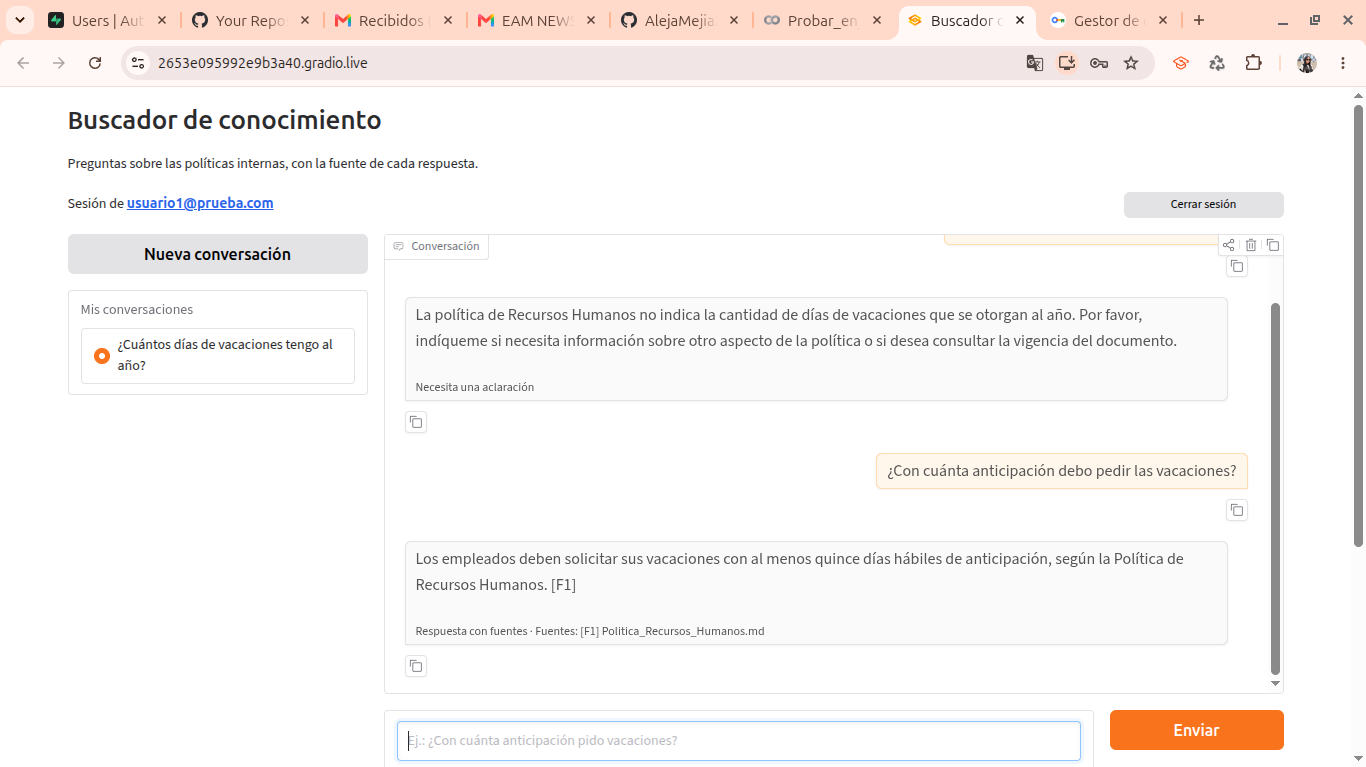 Users | Aut
Your Repo
Recibidos
EAM NEWS
AlejaMejia
Probar_en
Buscador
Gestor de
2653e095992e9b3a40.gradio.live
Buscador de conocimiento
Preguntas sobre las políticas internas, con la fuente de cada respuesta.
Sesión de usuario1@prueba.com
Cerrar sesión
Nueva conversación
Mis conversaciones
¿Cuántos días de vacaciones tengo al
año?
Conversación
La política de Recursos Humanos no indica la cantidad de días de vacaciones que se otorgan al año. Por favor,
indíqueme si necesita información sobre otro aspecto de la política o si desea consultar la vigencia del documento.
Necesita una aclaración
¿Con cuánta anticipación debo pedir las vacaciones?
Los empleados deben solicitar sus vacaciones con al menos quince días hábiles de anticipación, según la Política de
Recursos Humanos. [F1]
Respuesta con fuentes · Fuentes: [F1] Politica_Recursos_Humanos.md
Ej.: ¿Con cuánta anticipación pido vacaciones?
Enviar